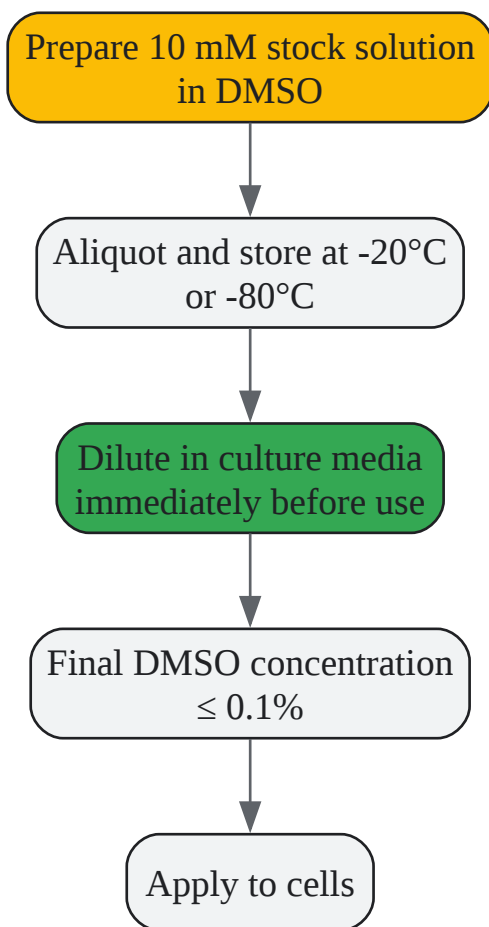 Prepare 10 mM stock solution
in DMSO
Aliquot and store at -20°C
or -80°C
Dilute in culture media
immediately before use
Final DMSO concentration
≤ 0.1%
Apply to cells